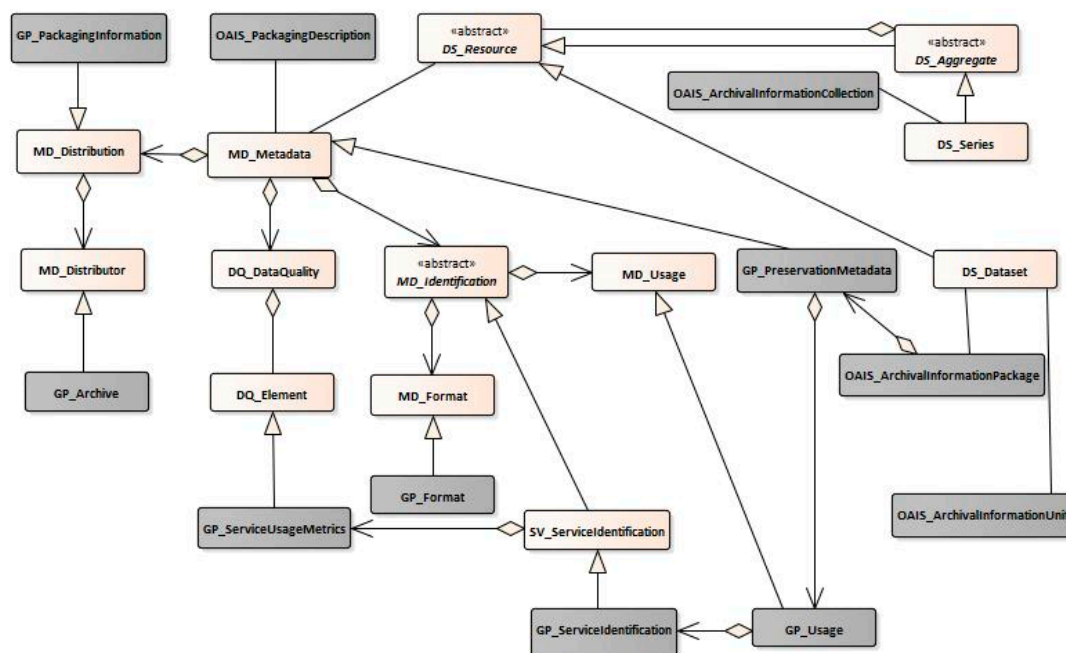 GP_PackagingInformation
OAIS_PackagingDescription
«abstract»
DS_Resource
«abstract»
DS_Aggregate
OAIS_ArchivalInformationCollection
MD_Distribution
MD_Metadata
DS_Series
MD_Distributor
DQ_DataQuality
«abstract»
MD_Identification
MD_Usage
GP_PreservationMetadata
DS_Dataset
GP_Archive
DQ_Element
MD_Format
OAIS_ArchivalInformationPackage
GP_Format
GP_ServiceUsageMetrics
SV_ServiceIdentification
OAIS_ArchivalInformationUnit
GP_ServiceIdentification
GP_Usage